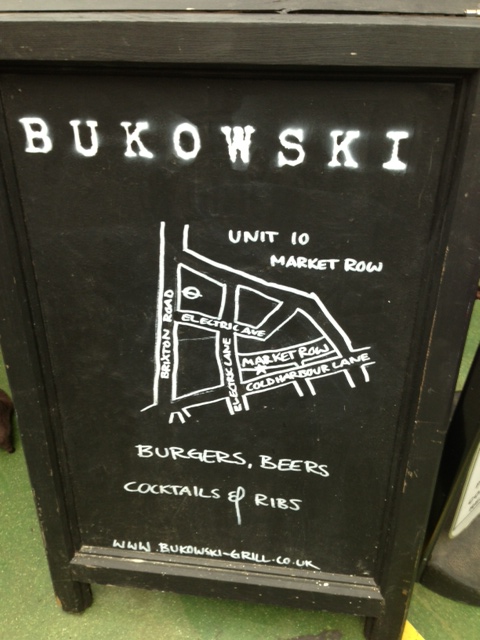 BUKOWSKI
UNIT 10
MARKET ROW
BRIXTON ROAD
ELECTRIC AVE
ELECTRIC LANE
MARKET ROW
COLDHARBOUR LANE
BURGERS, BEERS
COCKTAILS & RIBS
WWW.BUKOWSKI-GRILL.CO.UK